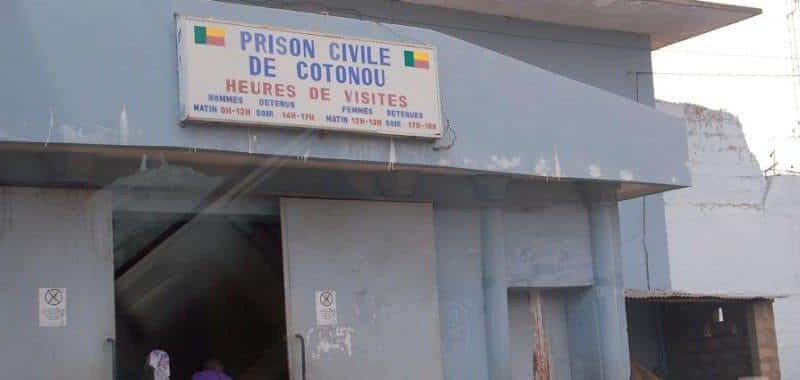 PRISON CIVILE
DE COTONOU
HEURES DE VISITES
HOMMES DETENUS FEMMES DETENUES
MATIN 9H-12H SOIR 14H-17H MATIN 12H-13H SOIR 17H-18H